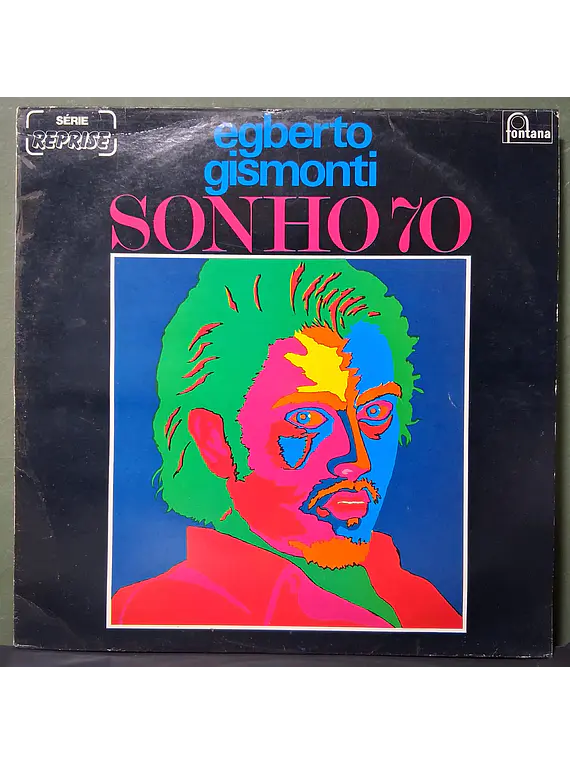 SÉRIE
REPRISE
fontana
egberto
gismonti
SONHO 70